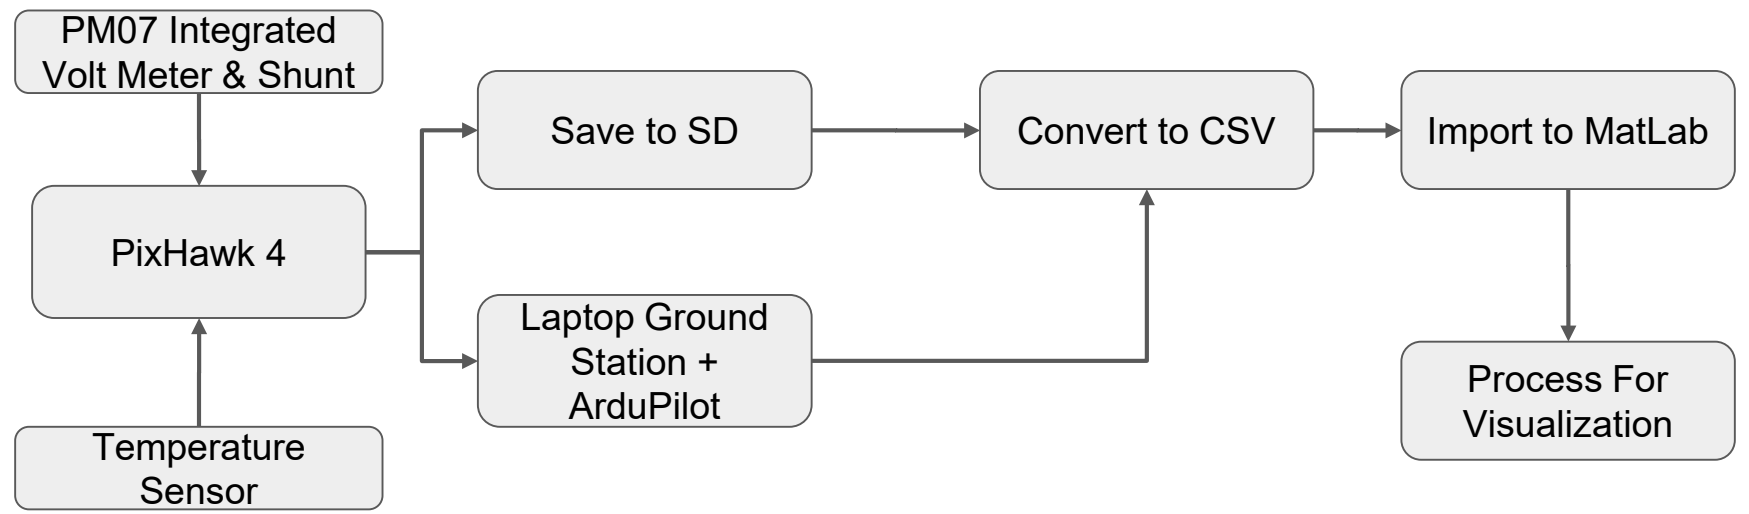 PM07 Integrated
Volt Meter & Shunt
PixHawk 4
Temperature
Sensor
Save to SD
Laptop Ground
Station +
ArduPilot
Convert to CSV
Import to MatLab
Process For
Visualization